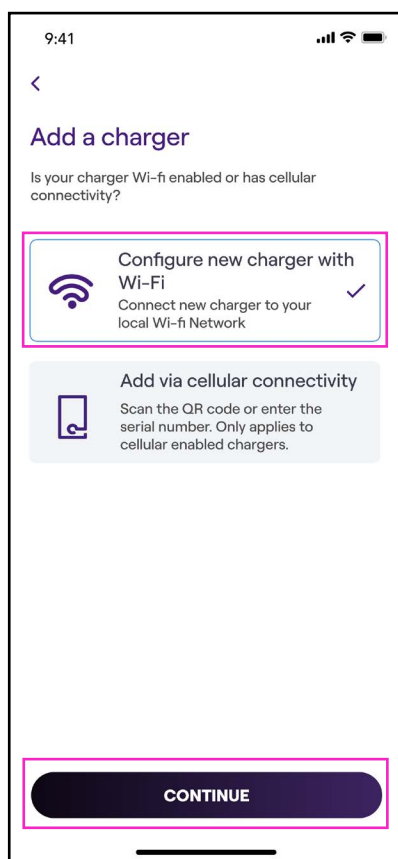 9:41
Add a charger
Is your charger Wi-fi enabled or has cellular
connectivity?
Configure new charger with
Wi-Fi
Connect new charger to your
local Wi-fi Network
Add via cellular connectivity
Scan the QR code or enter the
serial number. Only applies to
cellular enabled chargers.
CONTINUE